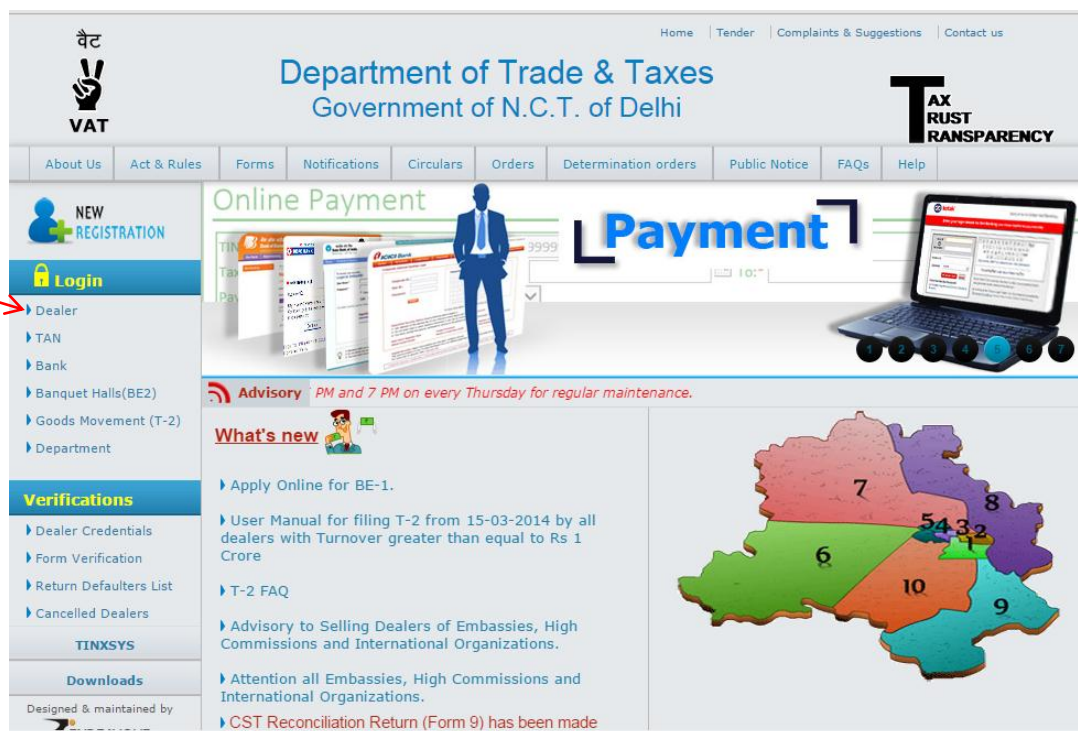 Home | Tender | Complaints & Suggestions | Contact us
वैट
VAT
Department of Trade & Taxes
Government of N.C.T. of Delhi
TAX
TRUST
TRANSPARENCY
About Us
Act & Rules
Forms
Notifications
Circulars
Orders
Determination orders
Public Notice
FAQs
Help
NEW
REGISTRATION
Online Payment
Payment
To:*
1 2 3 4 5 6 7
Login
Dealer
TAN
Bank
Banquet Halls(BE2)
Goods Movement (T-2)
Department
Verifications
Dealer Credentials
Form Verification
Return Defaulters List
Cancelled Dealers
TINXSYS
Downloads
Designed & maintained by
Advisory PM and 7 PM on every Thursday for regular maintenance.
What's new
Apply Online for BE-1.
User Manual for filing T-2 from 15-03-2014 by all
dealers with Turnover greater than equal to Rs 1
Crore
T-2 FAQ
Advisory to Selling Dealers of Embassies, High
Commissions and International Organizations.
Attention all Embassies, High Commissions and
International Organizations.
CST Reconciliation Return (Form 9) has been made
7
8
5 4 3 2
1
6
10
9